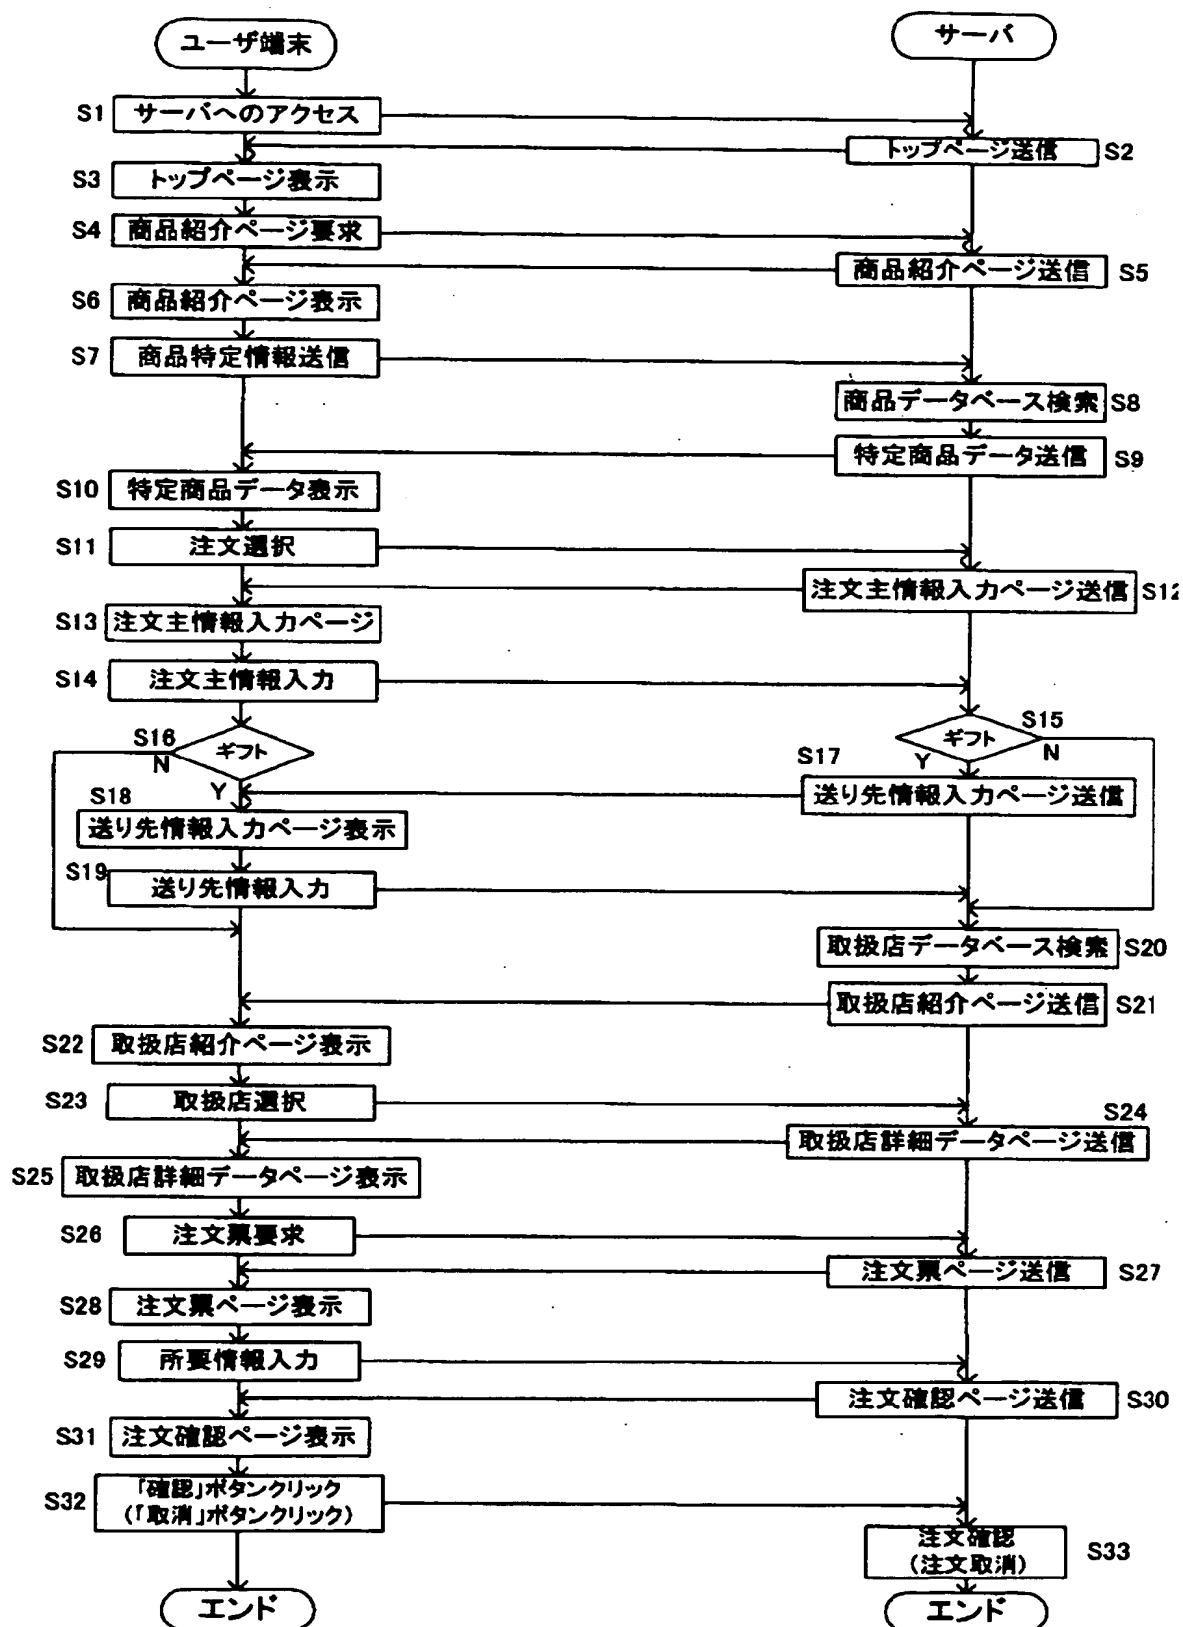 ユーザ端末
サーバ
S1 サーバへのアクセス
トップページ送信 S2
S3 トップページ表示
S4 商品紹介ページ要求
商品紹介ページ送信 S5
S6 商品紹介ページ表示
S7 商品特定情報送信
商品データベース検索 S8
特定商品データ送信 S9
S10 特定商品データ表示
S11 注文選択
注文主情報入力ページ送信 S12
S13 注文主情報入力ページ
S14 注文主情報入力
S16 ギフト
N
Y
S15 ギフト
Y
N
S17
送り先情報入力ページ送信
S18
送り先情報入力ページ表示
S19 送り先情報入力
取扱店データベース検索 S20
取扱店紹介ページ送信 S21
S22 取扱店紹介ページ表示
S23 取扱店選択
S24
取扱店詳細データページ送信
S25 取扱店詳細データページ表示
S26 注文票要求
注文票ページ送信 S27
S28 注文票ページ表示
S29 所要情報入力
注文確認ページ送信 S30
S31 注文確認ページ表示
S32 「確認」ボタンクリック
(「取消」ボタンクリック)
注文確認
(注文取消) S33
エンド
エンド